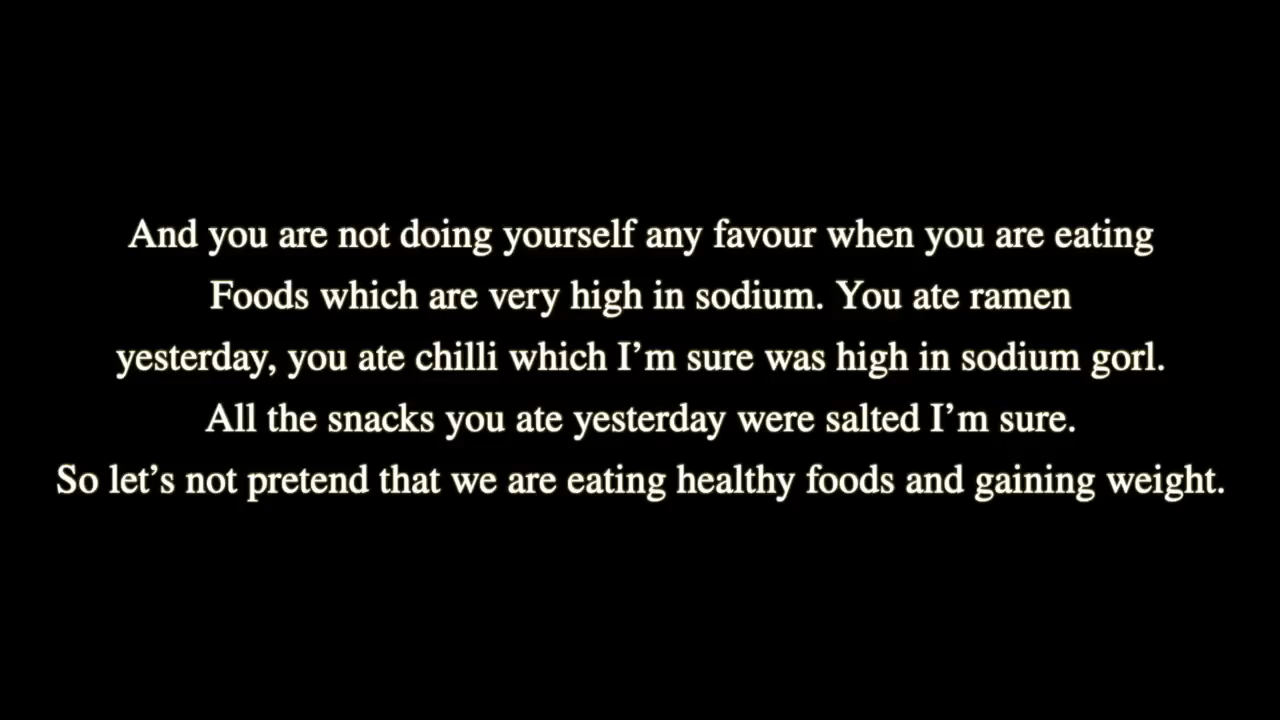 And you are not doing yourself any favour when you are eating
Foods which are very high in sodium. You ate ramen
yesterday, you ate chilli which I’m sure was high in sodium gorl.
All the snacks you ate yesterday were salted I’m sure.
So let’s not pretend that we are eating healthy foods and gaining weight.